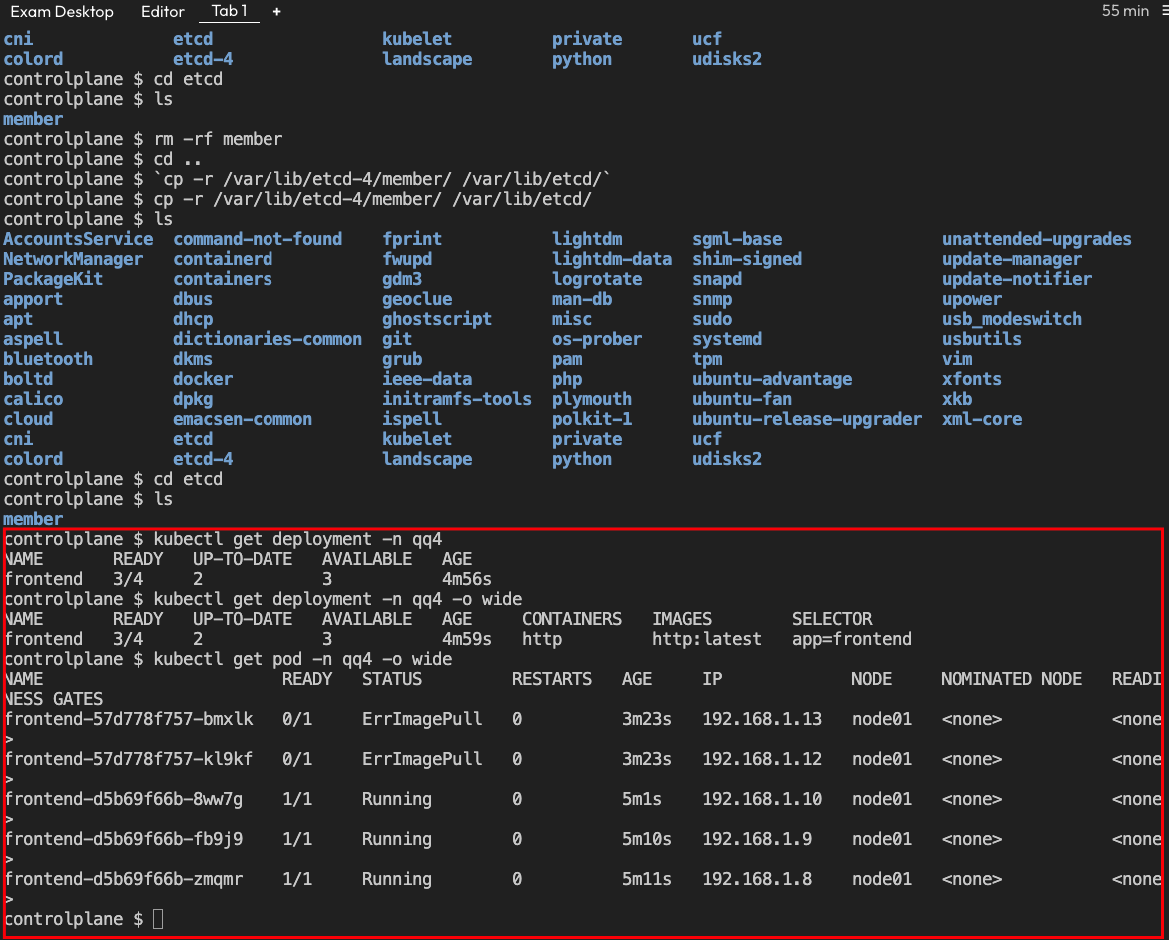 Exam Desktop Editor Tab 1 + 55 min
cni etcd kubelet private ucf
colord etcd-4 landscape python udisks2
controlplane $ cd etcd
controlplane $ ls
member
controlplane $ rm -rf member
controlplane $ cd ..
controlplane $ `cp -r /var/lib/etcd-4/member/ /var/lib/etcd/`
controlplane $ cp -r /var/lib/etcd-4/member/ /var/lib/etcd/
controlplane $ ls
AccountsService command-not-found fprint lightdm sgml-base unattended-upgrades
NetworkManager containerd fwupd lightdm-data shim-signed update-manager
PackageKit containers gdm3 logrotate snapd update-notifier
apport dbus geoclue man-db snmp upower
apt dhcp ghostscript misc sudo usb_modeswitch
aspell dictionaries-common git os-prober systemd usbutils
bluetooth dkms grub pam tpm vim
boltd docker ieee-data php ubuntu-advantage xfonts
calico dpkg initramfs-tools plymouth ubuntu-fan xkb
cloud emacsen-common ispell polkit-1 ubuntu-release-upgrader xml-core
cni etcd kubelet private ucf
colord etcd-4 landscape python udisks2
controlplane $ cd etcd
controlplane $ ls
member
controlplane $ kubectl get deployment -n qq4
NAME READY UP-TO-DATE AVAILABLE AGE
frontend 3/4 2 3 4m56s
controlplane $ kubectl get deployment -n qq4 -o wide
NAME READY UP-TO-DATE AVAILABLE AGE CONTAINERS IMAGES SELECTOR
frontend 3/4 2 3 4m59s http http:latest app=frontend
controlplane $ kubectl get pod -n qq4 -o wide
NAME READY STATUS RESTARTS AGE IP NODE NOMINATED NODE READI
NESS GATES
frontend-57d778f757-bmxlk 0/1 ErrImagePull 0 3m23s 192.168.1.13 node01 <none> <none
>
frontend-57d778f757-kl9kf 0/1 ErrImagePull 0 3m23s 192.168.1.12 node01 <none> <none
>
frontend-d5b69f66b-8ww7g 1/1 Running 0 5m1s 192.168.1.10 node01 <none> <none
>
frontend-d5b69f66b-fb9j9 1/1 Running 0 5m10s 192.168.1.9 node01 <none> <none
>
frontend-d5b69f66b-zmqmr 1/1 Running 0 5m11s 192.168.1.8 node01 <none> <none
>
controlplane $